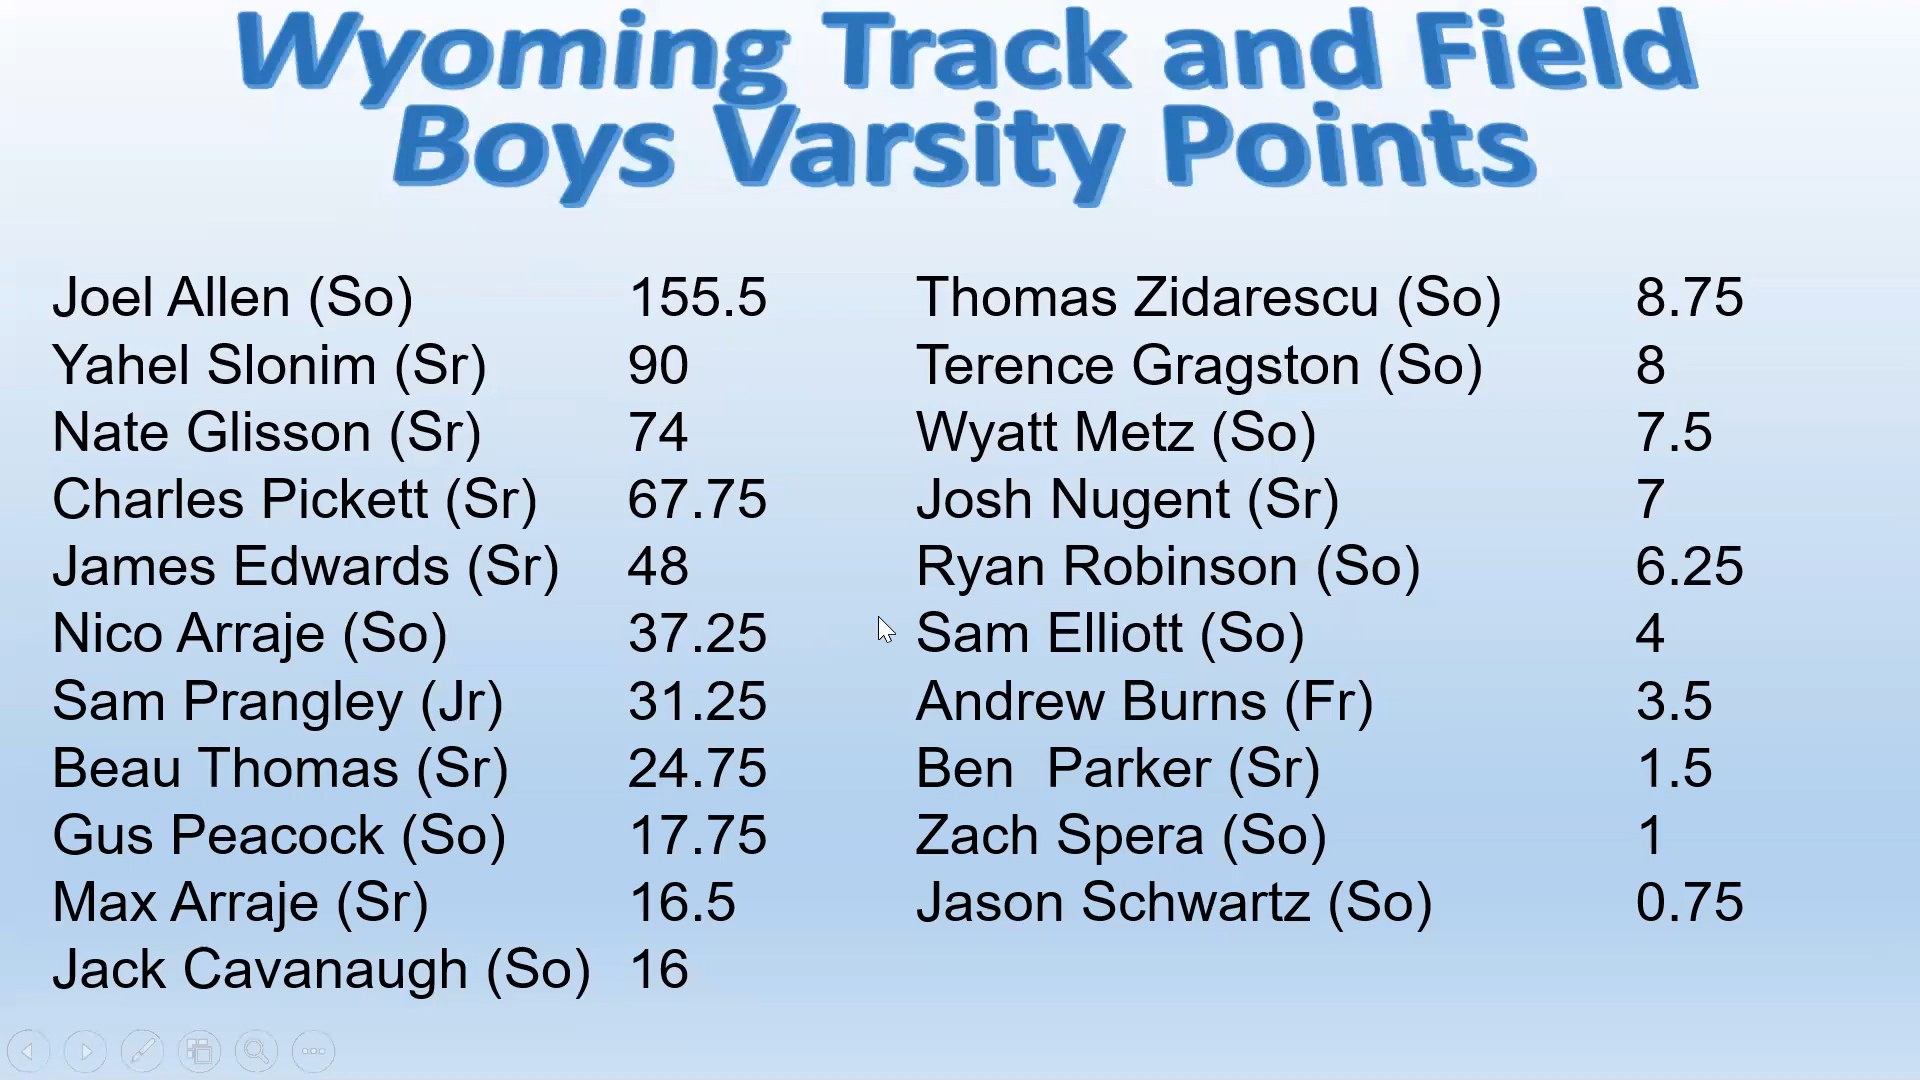 Wyoming Track and Field
Boys Varsity Points
Joel Allen (So) 155.5
Yahel Slonim (Sr) 90
Nate Glisson (Sr) 74
Charles Pickett (Sr) 67.75
James Edwards (Sr) 48
Nico Arraje (So) 37.25
Sam Prangley (Jr) 31.25
Beau Thomas (Sr) 24.75
Gus Peacock (So) 17.75
Max Arraje (Sr) 16.5
Jack Cavanaugh (So) 16
Thomas Zidarescu (So) 8.75
Terence Gragston (So) 8
Wyatt Metz (So) 7.5
Josh Nugent (Sr) 7
Ryan Robinson (So) 6.25
Sam Elliott (So) 4
Andrew Burns (Fr) 3.5
Ben  Parker (Sr) 1.5
Zach Spera (So) 1
Jason Schwartz (So) 0.75